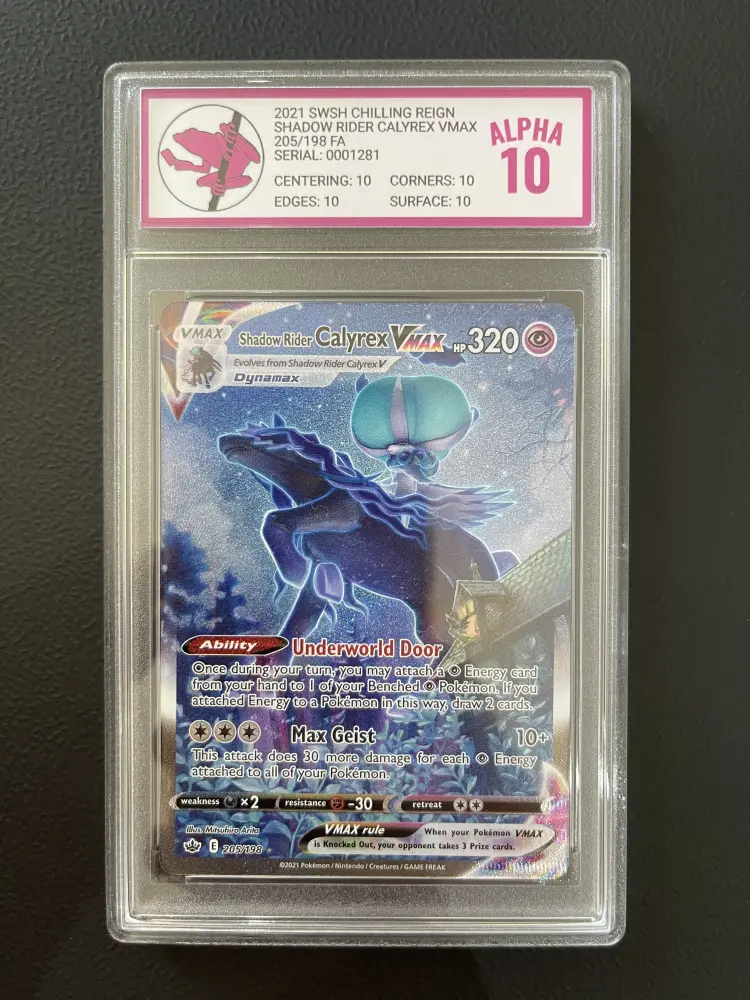 2021 SWSH CHILLING REIGN
SHADOW RIDER CALYREX VMAX
205/198 FA
SERIAL: 0001281
CENTERING: 10 CORNERS: 10
EDGES: 10 SURFACE: 10
ALPHA
10
VMAX
Shadow Rider Calyrex VMAX HP 320
Evolves from Shadow Rider Calyrex V
Dynamax
Ability Underworld Door
Once during your turn, you may attach a Energy card
from your hand to 1 of your Benched Pokémon. If you
attached Energy to a Pokémon in this way, draw 2 cards.
Max Geist 10+
This attack does 30 more damage for each Energy
attached to all of your Pokémon.
weakness ×2 resistance -30 retreat
Illus. Mitsuhiro Arita
VMAX rule When your Pokémon VMAX
is Knocked Out, your opponent takes 3 Prize cards.
E 205/198
©2021 Pokémon / Nintendo / Creatures / GAME FREAK